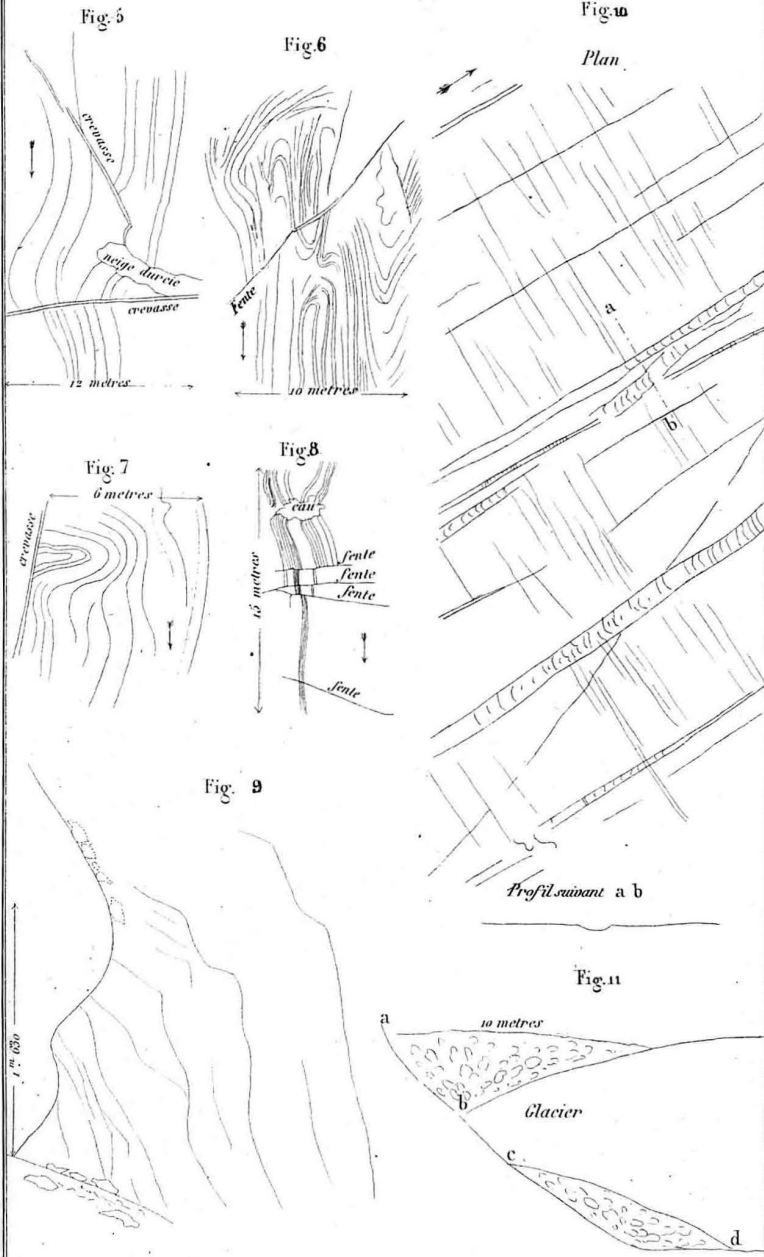 Fig. 5
crevasse
neige durcie
crevasse
12 metres
Fig. 6
fente
10 metres
Fig. 7
6 metres
crevasse
Fig. 8
eau
fente
fente
fente
15 metres
fente
Fig. 9
1.m 630
Fig. 10
Plan
a
b
Profil suivant a b
Fig. 11
a
10 metres
b
Glacier
c
d